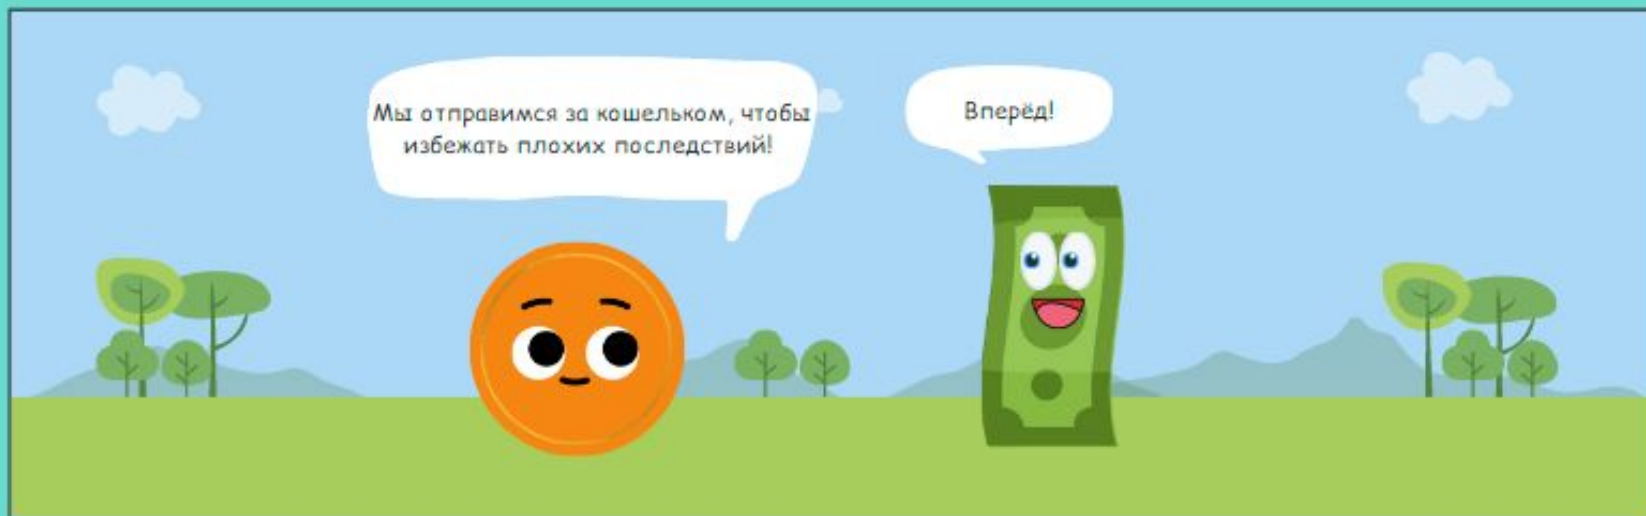 Мы отправимся за кошельком, чтобы
избежать плохих последствий!
Вперёд!